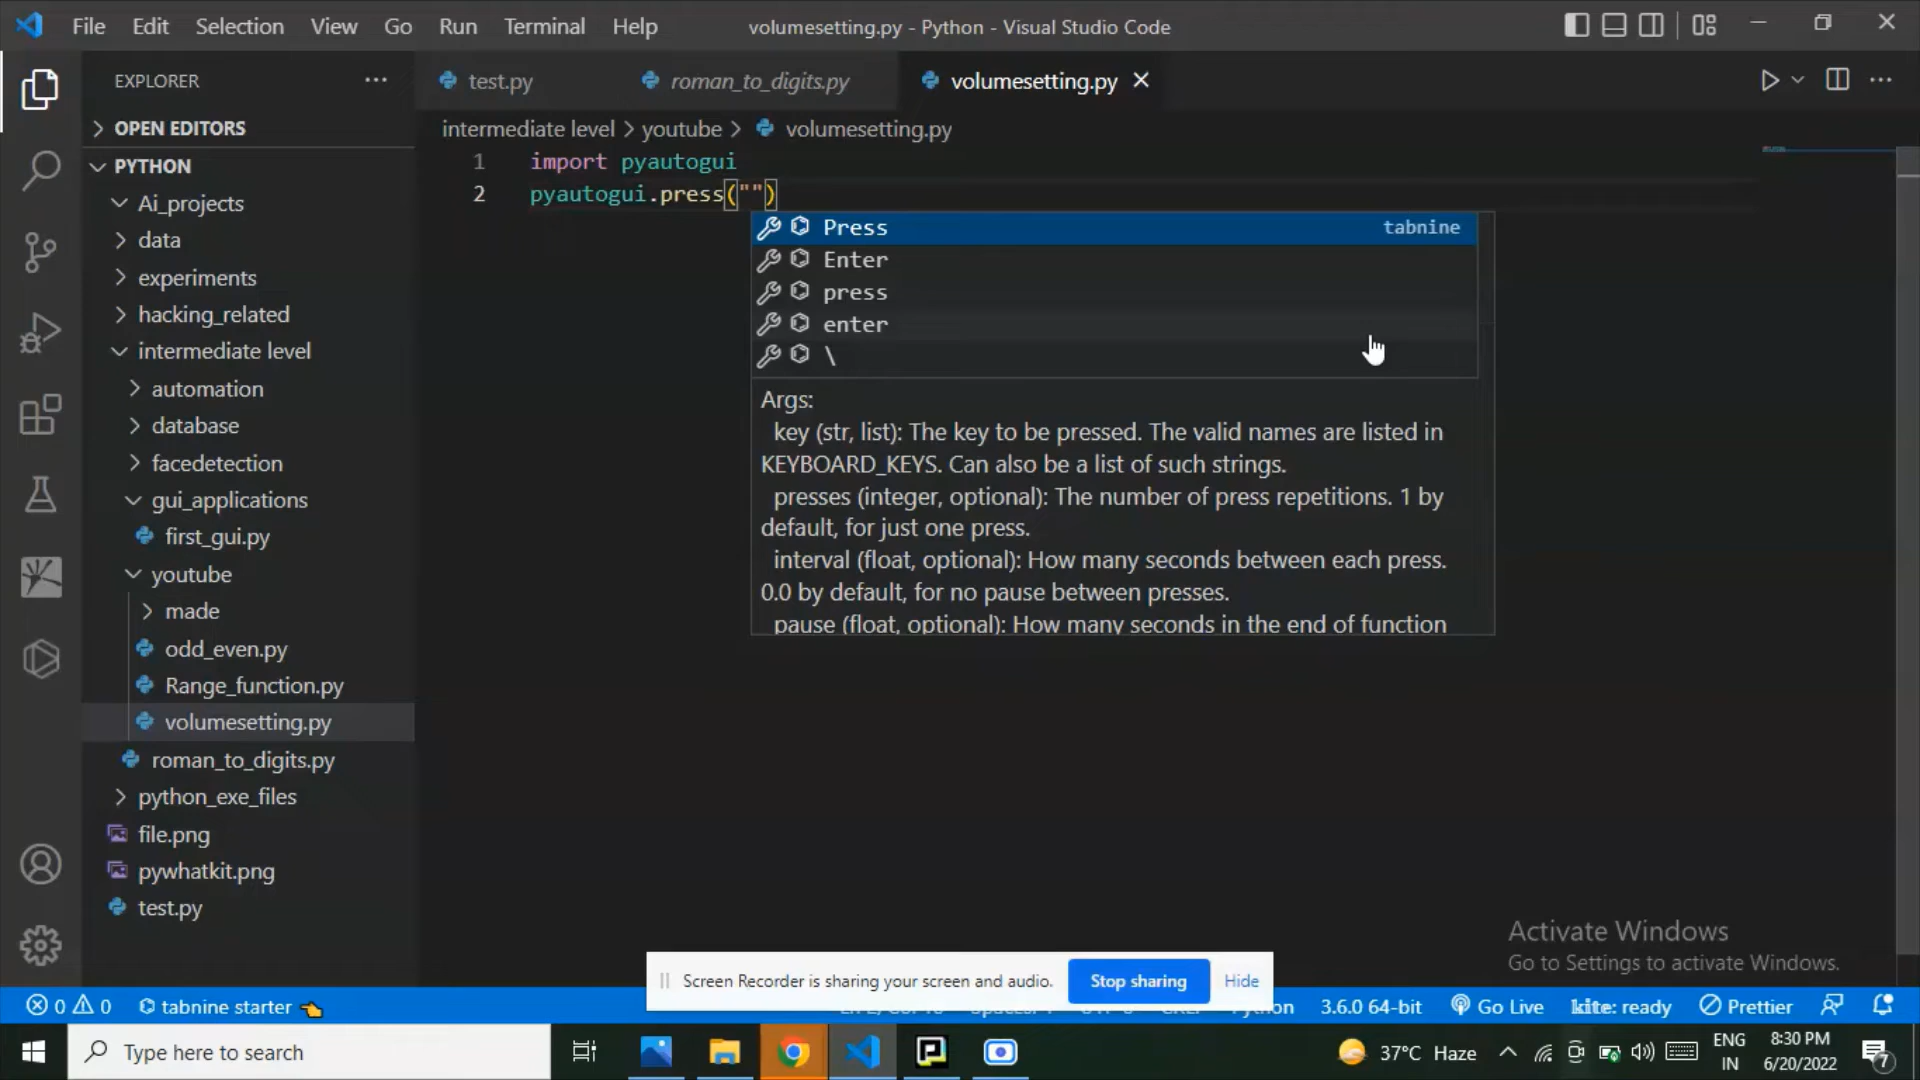 File Edit Selection View Go Run Terminal Help volumesetting.py - Python - Visual Studio Code
EXPLORER
OPEN EDITORS
PYTHON
Ai_projects
data
experiments
hacking_related
intermediate level
automation
database
facedetection
gui_applications
first_gui.py
youtube
made
odd_even.py
Range_function.py
volumesetting.py
roman_to_digits.py
python_exe_files
file.png
pywhatkit.png
test.py
test.py roman_to_digits.py volumesetting.py
intermediate level > youtube > volumesetting.py
1 import pyautogui
2 pyautogui.press("")
Press tabnine
Enter
press
enter
\
Args:
key (str, list): The key to be pressed. The valid names are listed in
KEYBOARD_KEYS. Can also be a list of such strings.
presses (integer, optional): The number of press repetitions. 1 by
default, for just one press.
interval (float, optional): How many seconds between each press.
0.0 by default, for no pause between presses.
pause (float, optional): How many seconds in the end of function
Activate Windows
Go to Settings to activate Windows.
Screen Recorder is sharing your screen and audio. Stop sharing Hide
0 0 tabnine starter 3.6.0 64-bit Go Live kite: ready Prettier
Type here to search
37°C Haze
ENG
IN
8:30 PM
6/20/2022
7